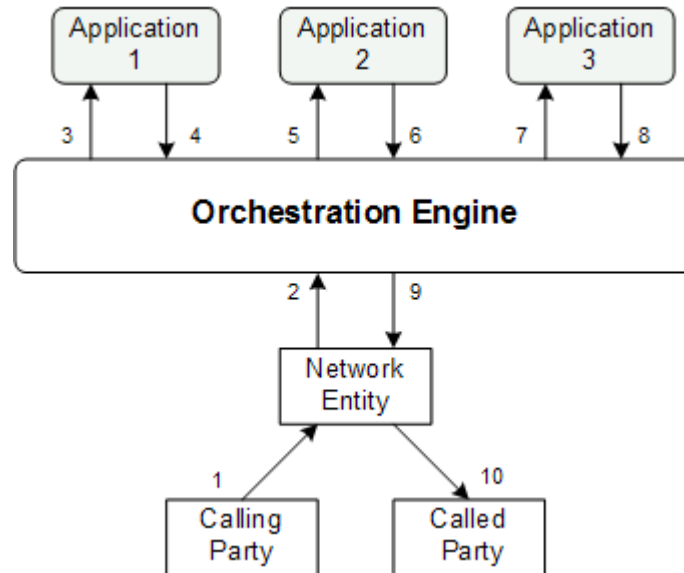 Application
1
Application
2
Application
3
3
4
5
6
7
8
Orchestration Engine
2
9
Network
Entity
1
10
Calling
Party
Called
Party